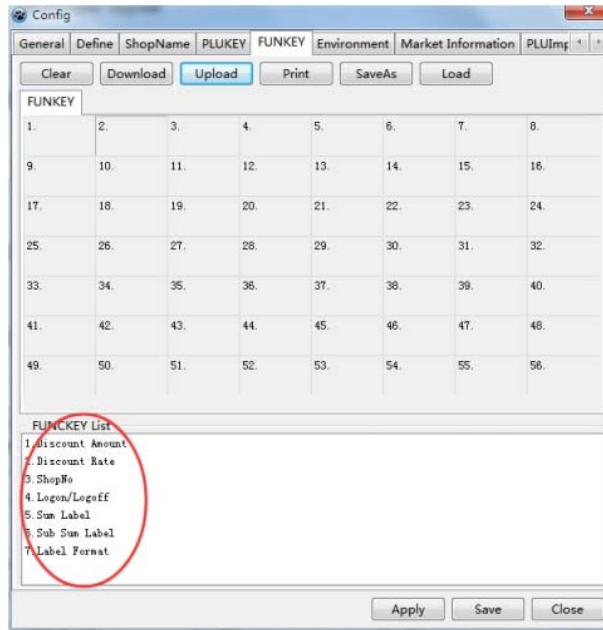 Config
General Define ShopName PLUKEY FUNKEY Environment Market Information PLUImp
Clear Download Upload Print SaveAs Load
FUNKEY
1. 2. 3. 4. 5. 6. 7. 8.
9. 10. 11. 12. 13. 14. 15. 16.
17. 18. 19. 20. 21. 22. 23. 24.
25. 26. 27. 28. 29. 30. 31. 32.
33. 34. 35. 36. 37. 38. 39. 40.
41. 42. 43. 44. 45. 46. 47. 48.
49. 50. 51. 52. 53. 54. 55. 56.
FUNCKEY List
1.Discount Amount
2.Discount Rate
3.ShopNo
4.Logon/Logoff
5.Sum Label
6.Sub Sum Label
7.Label Format
Apply Save Close